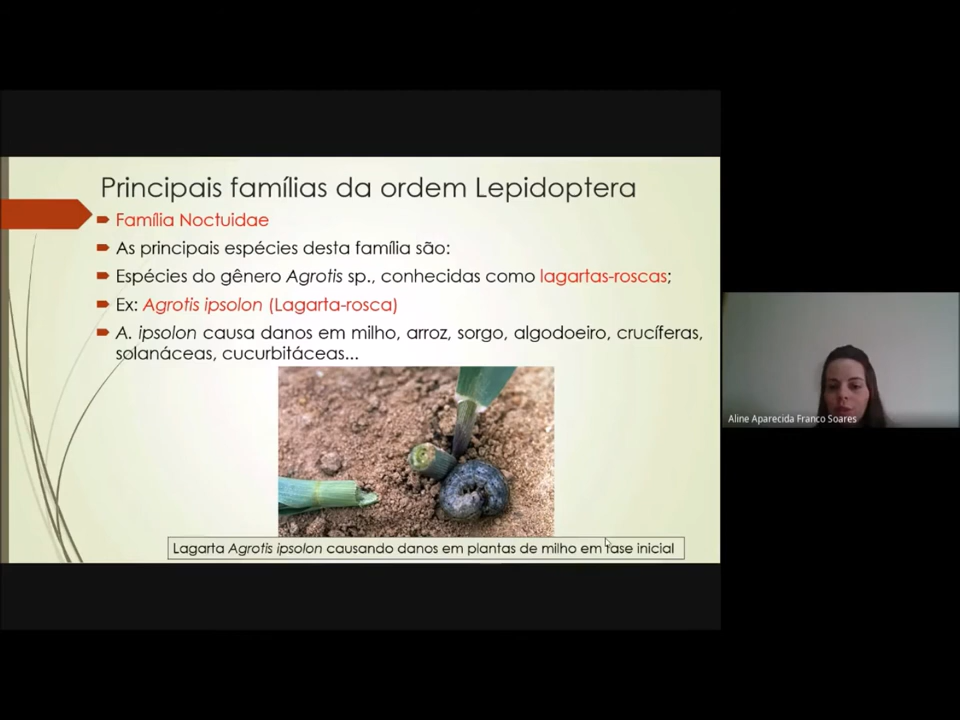 Principais famílias da ordem Lepidoptera
Família Noctuidae
As principais espécies desta família são:
Espécies do gênero Agrotis sp., conhecidas como lagartas-roscas;
Ex: Agrotis ipsolon (Lagarta-rosca)
A. ipsolon causa danos em milho, arroz, sorgo, algodoeiro, crucíferas,
solanáceas, cucurbitáceas...
Lagarta Agrotis ipsolon causando danos em plantas de milho em fase inicial
Aline Aparecida Franco Soares